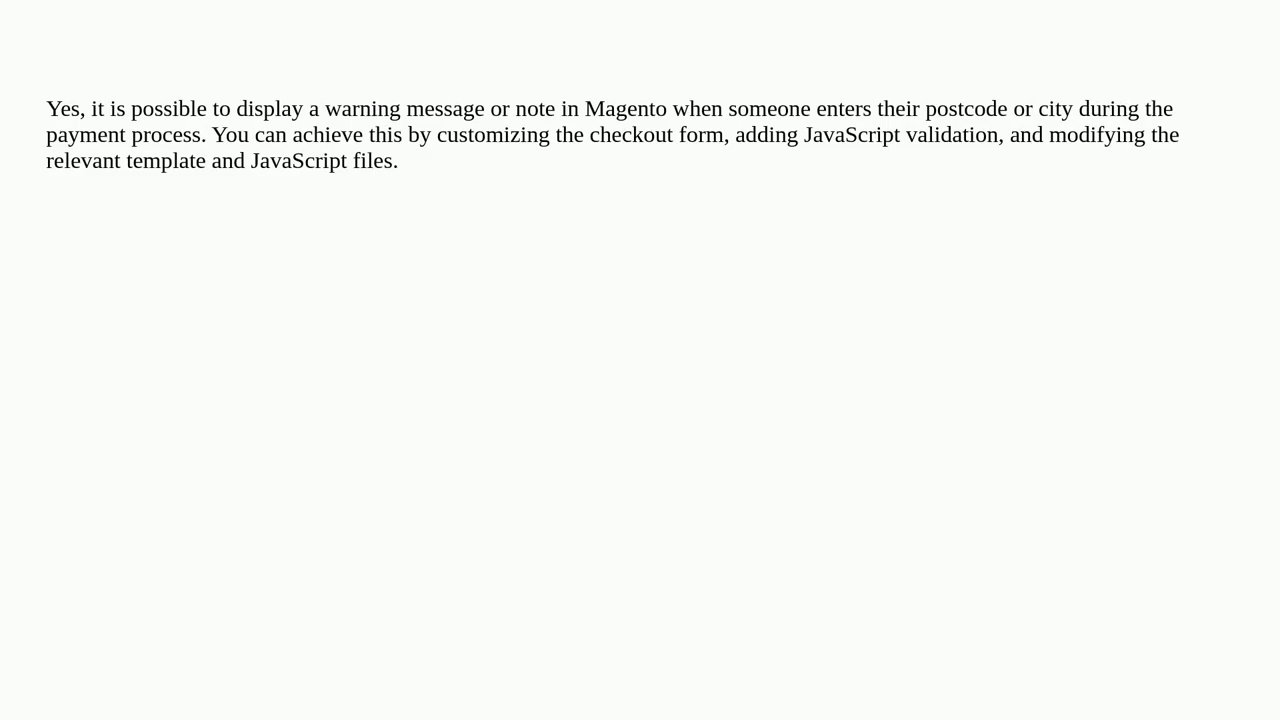 Yes, it is possible to display a warning message or note in Magento when someone enters their postcode or city during the
payment process. You can achieve this by customizing the checkout form, adding JavaScript validation, and modifying the
relevant template and JavaScript files.